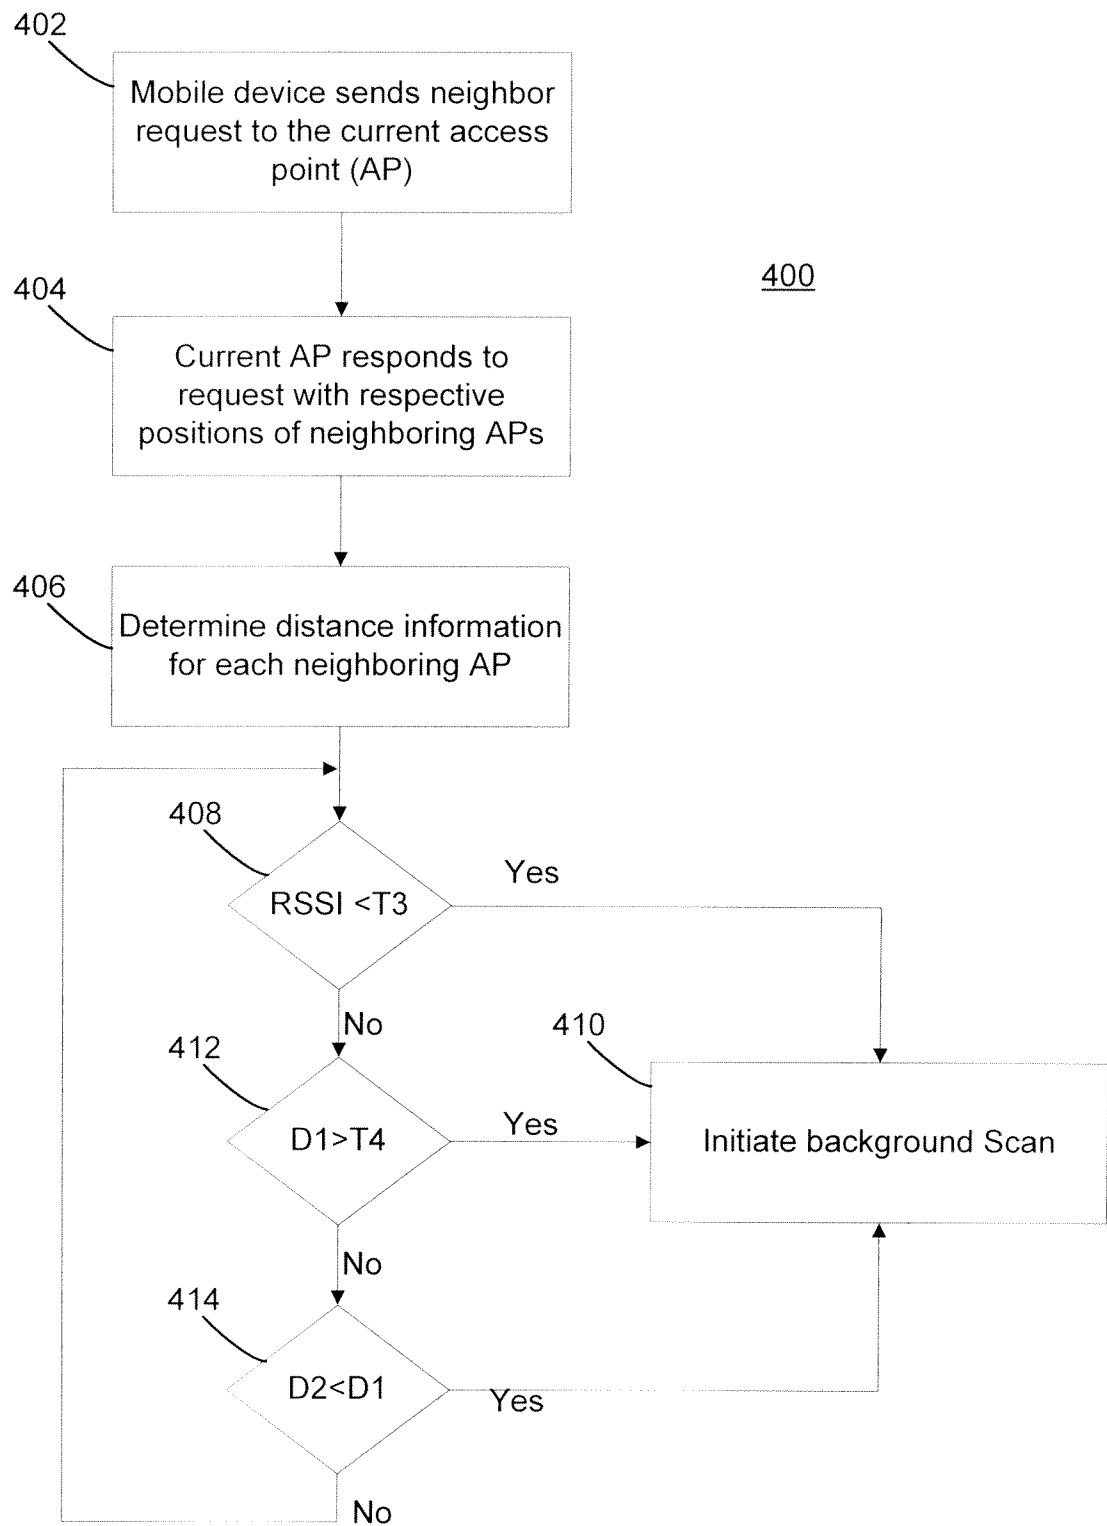 402
Mobile device sends neighbor
request to the current access
point (AP)
400
404
Current AP responds to
request with respective
positions of neighboring APs
406
Determine distance information
for each neighboring AP
408
RSSI <T3
Yes
No
410
412
D1>T4
Yes
Initiate background Scan
No
414
D2<D1
Yes
No